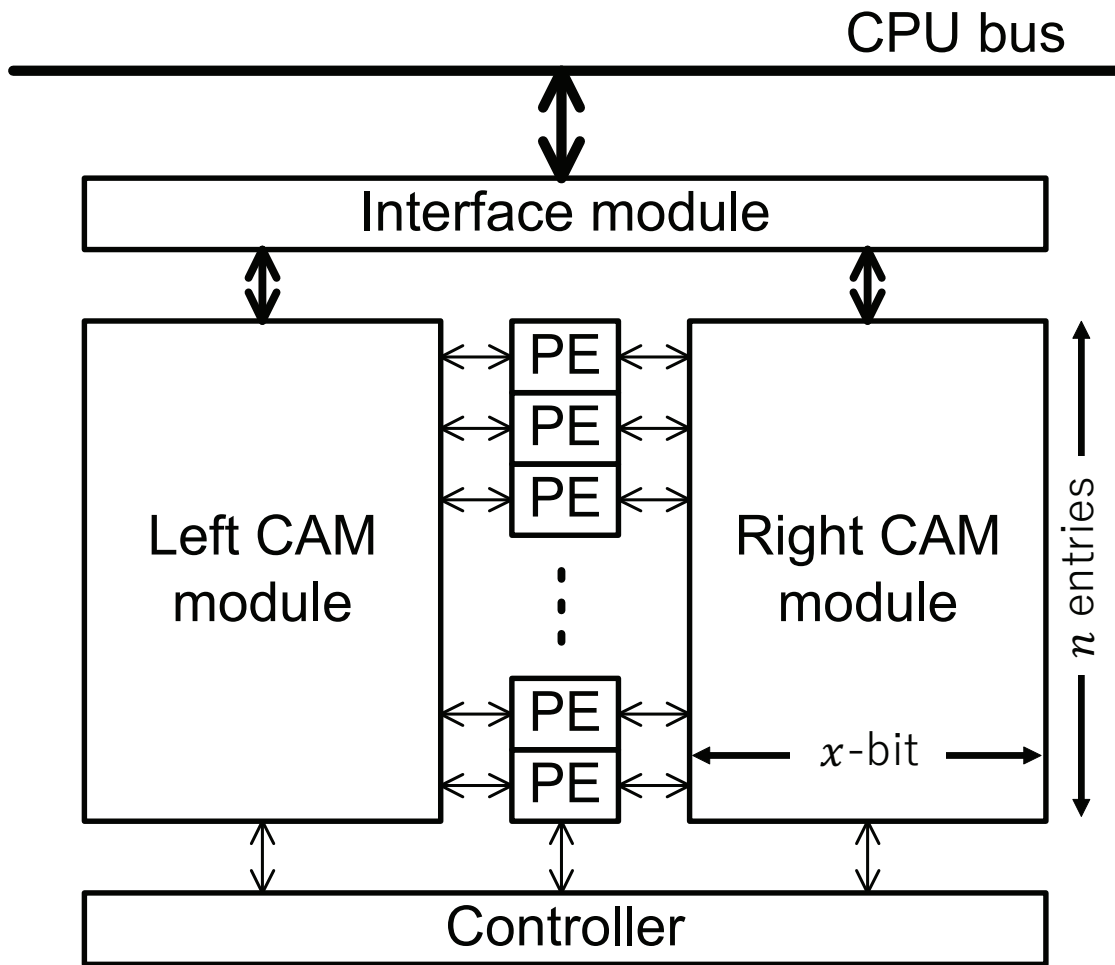 CPU bus
Interface module
PE
PE
PE
Left CAM
module
Right CAM
module
n entries
PE
x-bit
PE
Controller